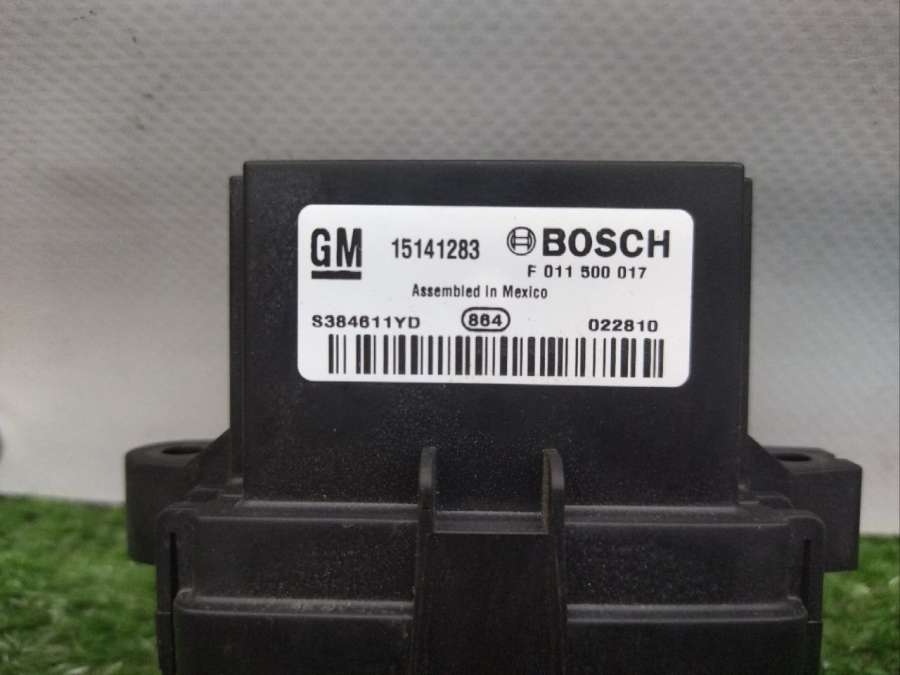 GM 15141283 BOSCH
F 011 500 017
Assembled In Mexico
S384611YD 864 022810